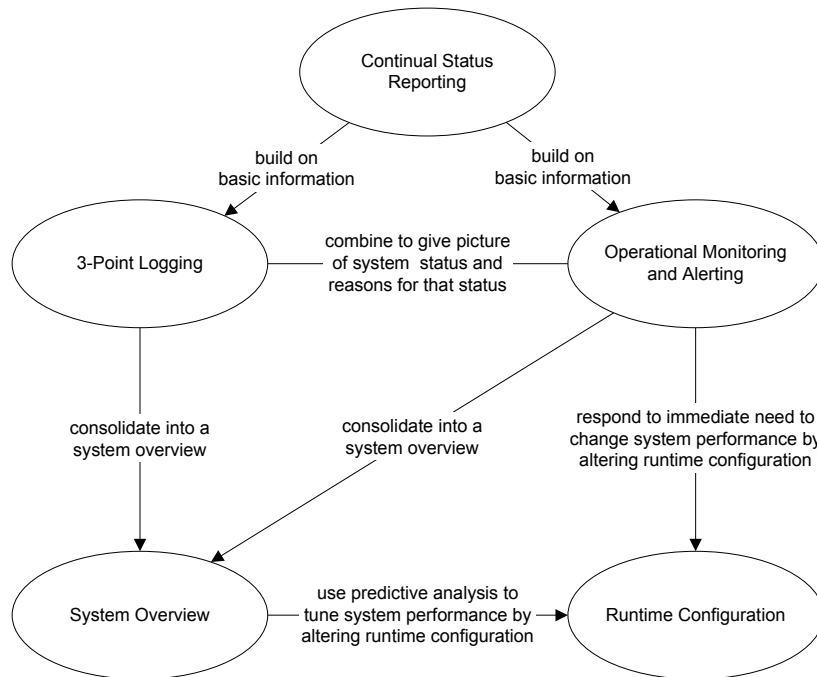 Continual Status
Reporting
build on
basic information
build on
basic information
3-Point Logging
combine to give picture
of system status and
reasons for that status
Operational Monitoring
and Alerting
consolidate into a
system overview
consolidate into a
system overview
respond to immediate need to
change system performance by
altering runtime configuration
System Overview
use predictive analysis to
tune system performance by
altering runtime configuration
Runtime Configuration